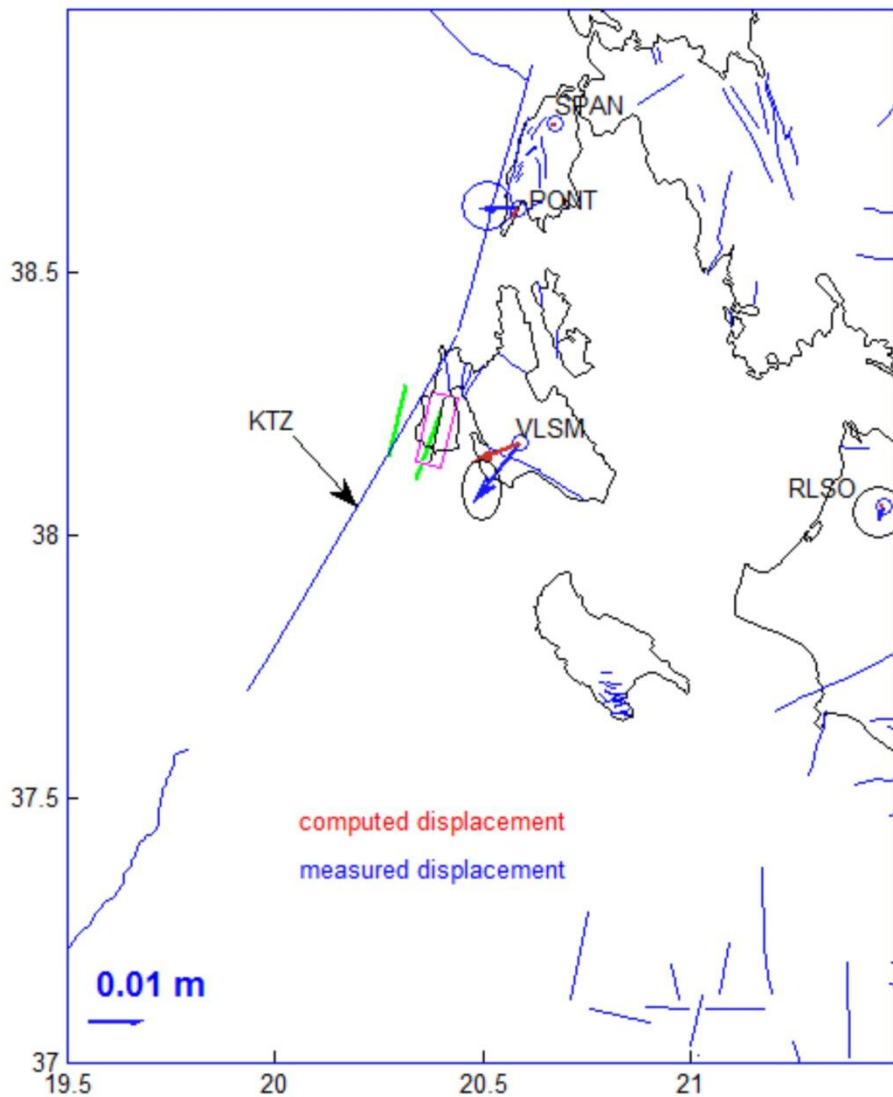 SPAN
PONT
38.5
KTZ
VLSM
RLSO
38
37.5
computed displacement
measured displacement
0.01 m
37
19.5
20
20.5
21